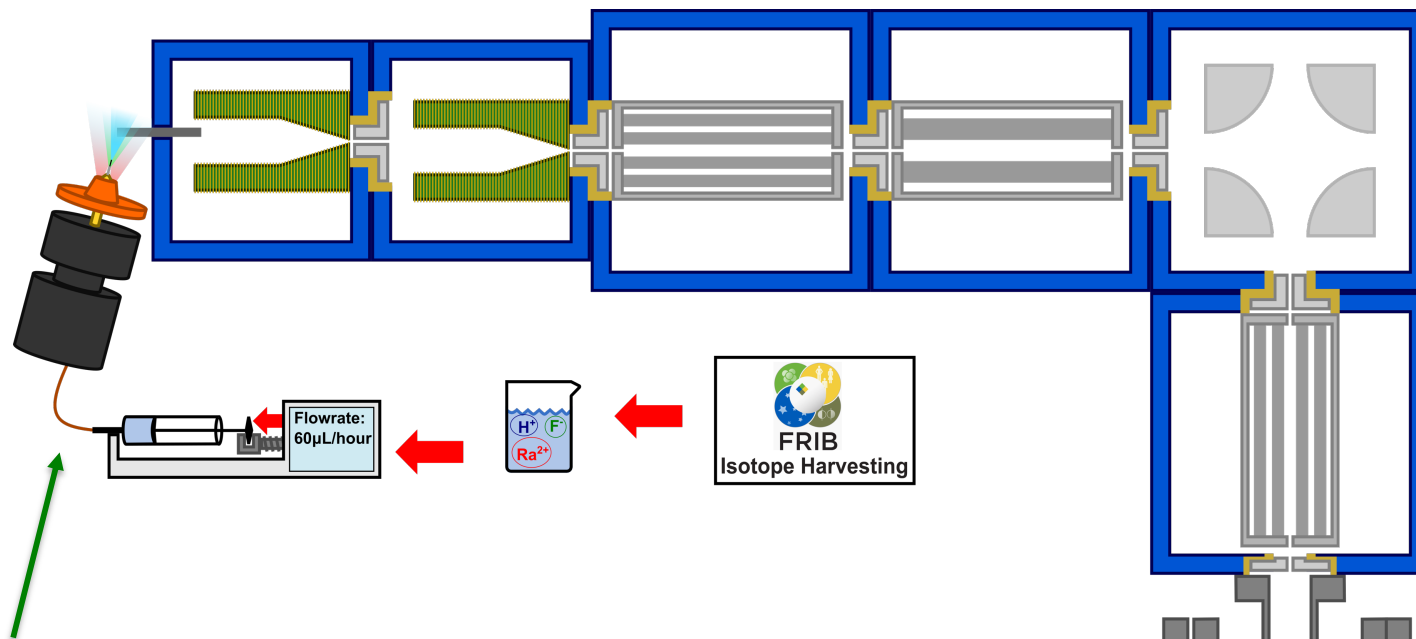 Flowrate:
60µL/hour
H⁺
F⁻
Ra²⁺
FRIB
Isotope Harvesting